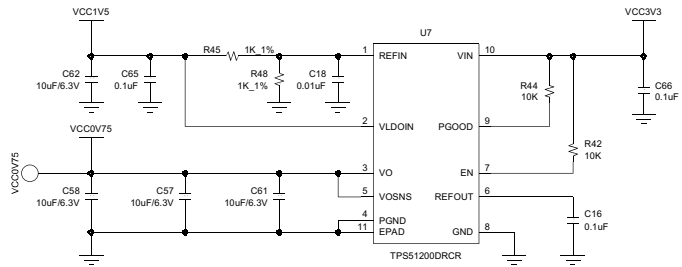 VCC1V5
VCC3V3
U7
R45 1K_1%
1 REFIN
VIN 10
C62
10uF/6.3V
C65
0.1uF
R48
1K_1%
C18
0.01uF
R44
10K
C66
0.1uF
2 VLDOIN
PGOOD 9
VCC0V75
R42
10K
VCC0V75
3 VO
EN 7
C58
10uF/6.3V
C57
10uF/6.3V
C61
10uF/6.3V
5 VOSNS
REFOUT 6
4 PGND
11 EPAD
GND 8
C16
0.1uF
TPS51200DRCR